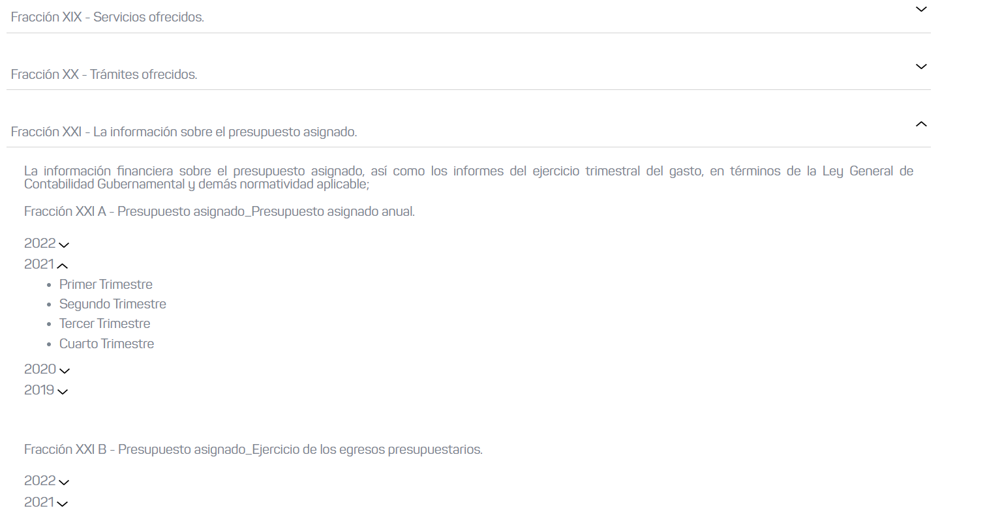 Fracción XIX - Servicios ofrecidos.
Fracción XX - Trámites ofrecidos.
Fracción XXI - La información sobre el presupuesto asignado.
La información financiera sobre el presupuesto asignado, así como los informes del ejercicio trimestral del gasto, en términos de la Ley General de
Contabilidad Gubernamental y demás normatividad aplicable;
Fracción XXI A - Presupuesto asignado_Presupuesto asignado anual.
2022
2021
• Primer Trimestre
• Segundo Trimestre
• Tercer Trimestre
• Cuarto Trimestre
2020
2019
Fracción XXI B - Presupuesto asignado_Ejercicio de los egresos presupuestarios.
2022
2021